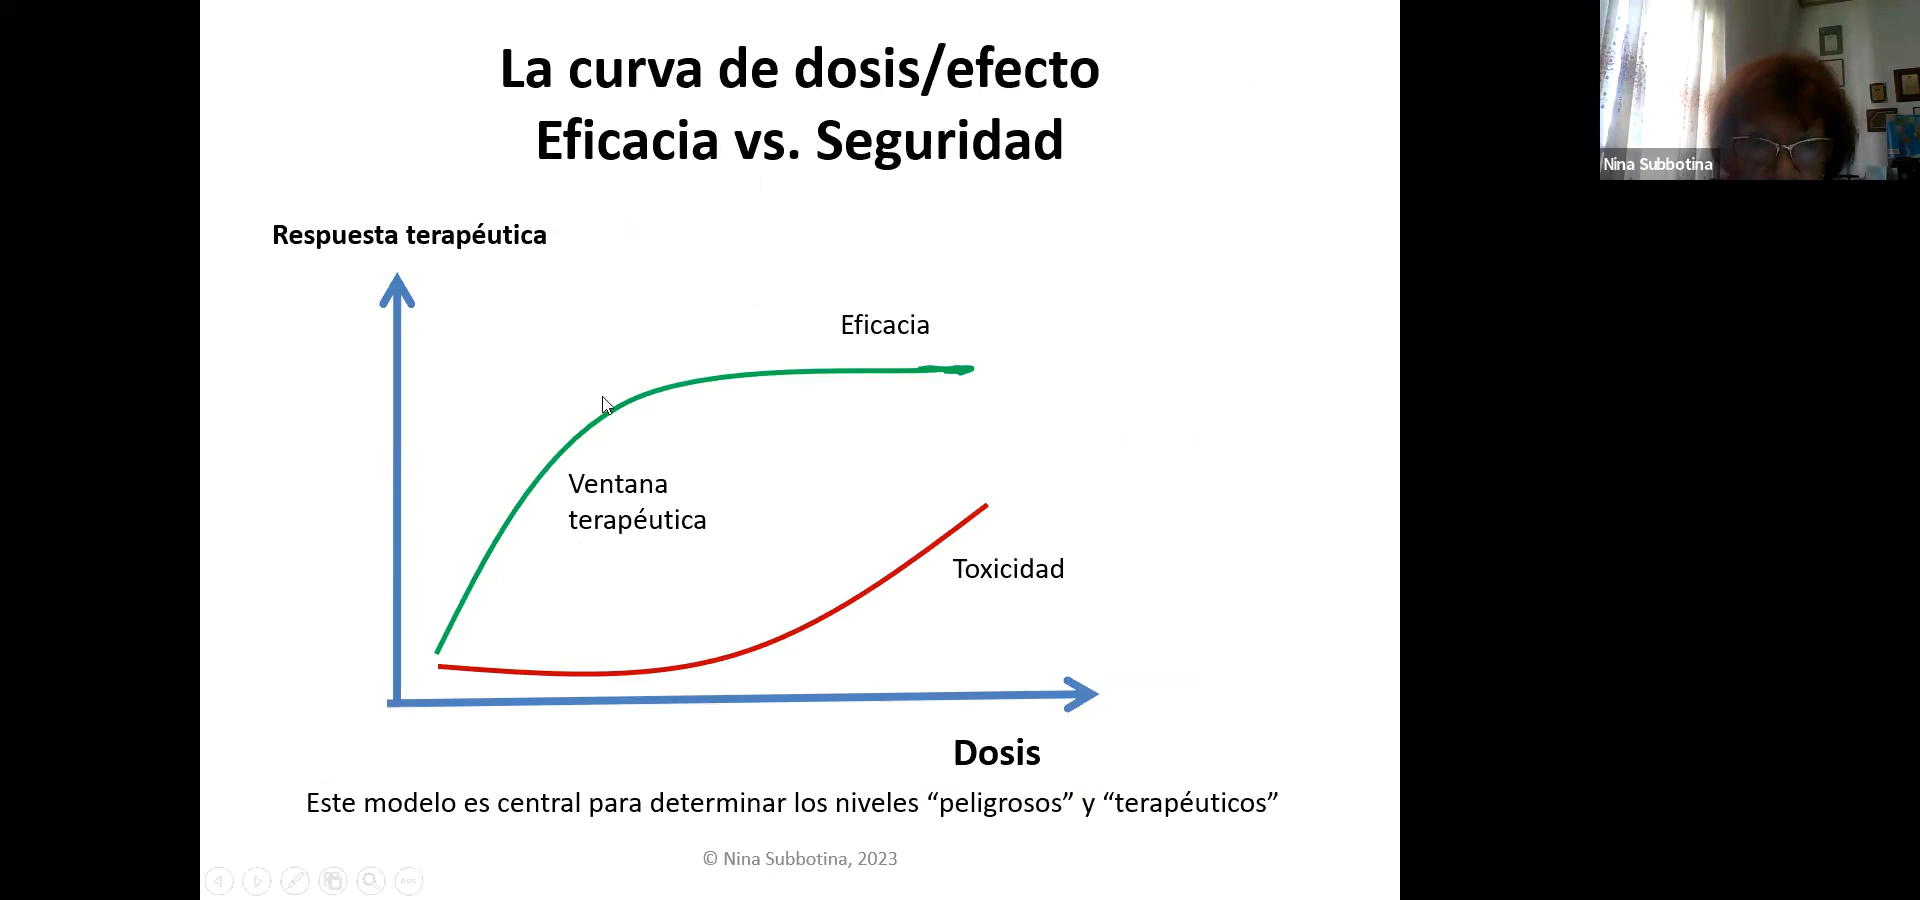 La curva de dosis/efecto
Eficacia vs. Seguridad
Nina Subbotina
Respuesta terapéutica
Eficacia
Ventana
terapéutica
Toxicidad
Dosis
Este modelo es central para determinar los niveles “peligrosos” y “terapéuticos”
© Nina Subbotina, 2023